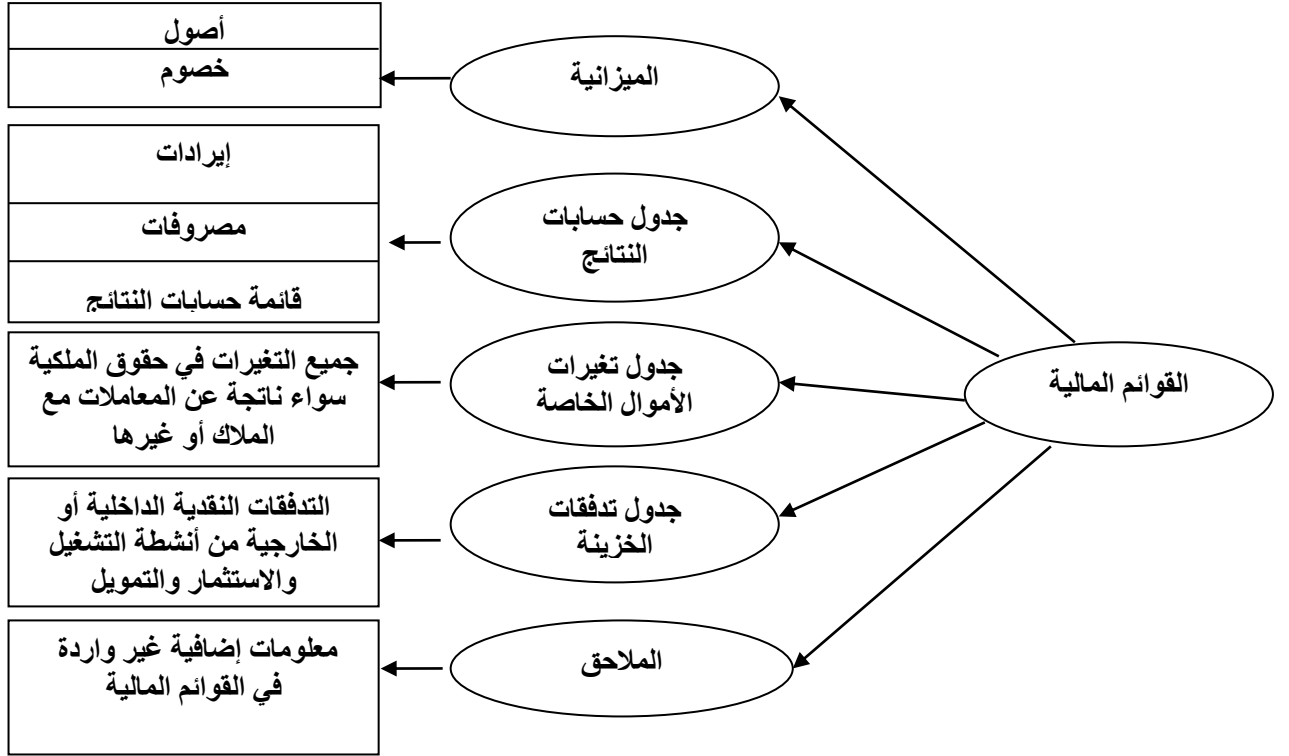 القوائم المالية
الميزانية
أصول
خصوم
جدول حسابات
النتائج
إيرادات
مصروفات
قائمة حسابات النتائج
جدول تغيرات
الأموال الخاصة
جميع التغيرات في حقوق الملكية
سواء ناتجة عن المعاملات مع
الملاك أو غيرها
جدول تدفقات
الخزينة
التدفقات النقدية الداخلية أو
الخارجية من أنشطة التشغيل
والاستثمار والتمويل
الملاحق
معلومات إضافية غير واردة
في القوائم المالية